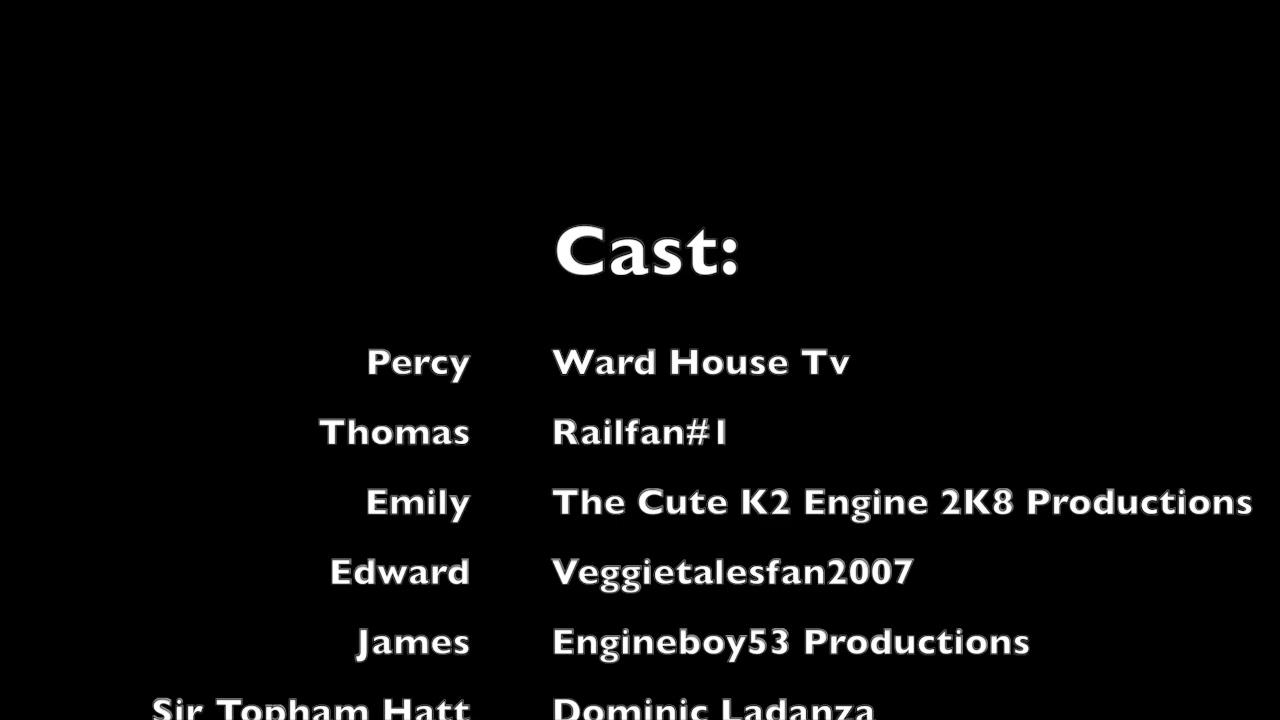 Cast:
Percy Ward House Tv
Thomas Railfan#1
Emily The Cute K2 Engine 2K8 Productions
Edward Veggietalesfan2007
James Engineboy53 Productions
Sir Topham Hatt Dominic Ladanza